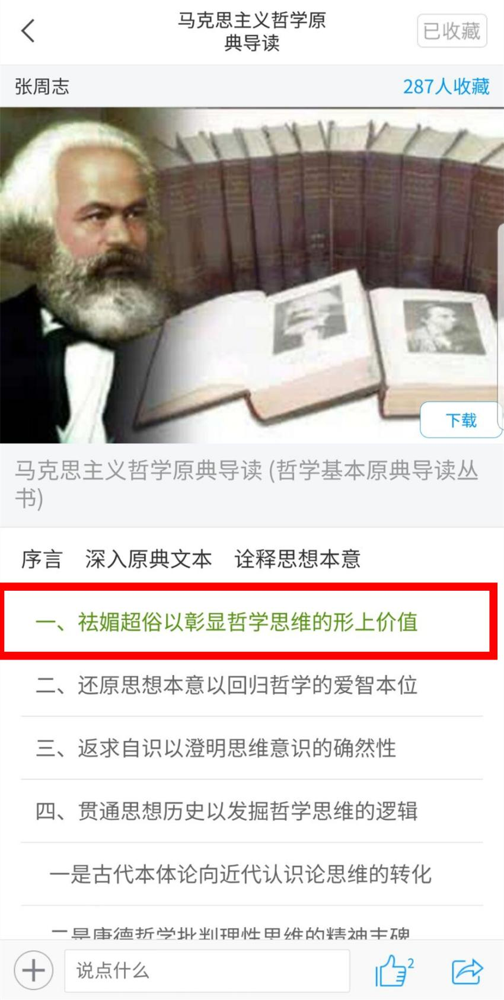 马克思主义哲学原
典导读
已收藏
张周志
287人收藏
下载
马克思主义哲学原典导读 (哲学基本原典导读丛
书)
序言 深入原典文本 诠释思想本意
一、祛媚超俗以彰显哲学思维的形上价值
二、还原思想本意以回归哲学的爱智本位
三、返求自识以澄明思维意识的确然性
四、贯通思想历史以发掘哲学思维的逻辑
一是古代本体论向近代认识论思维的转化
二是康德哲学批判理性思维的精神丰碑
说点什么
2